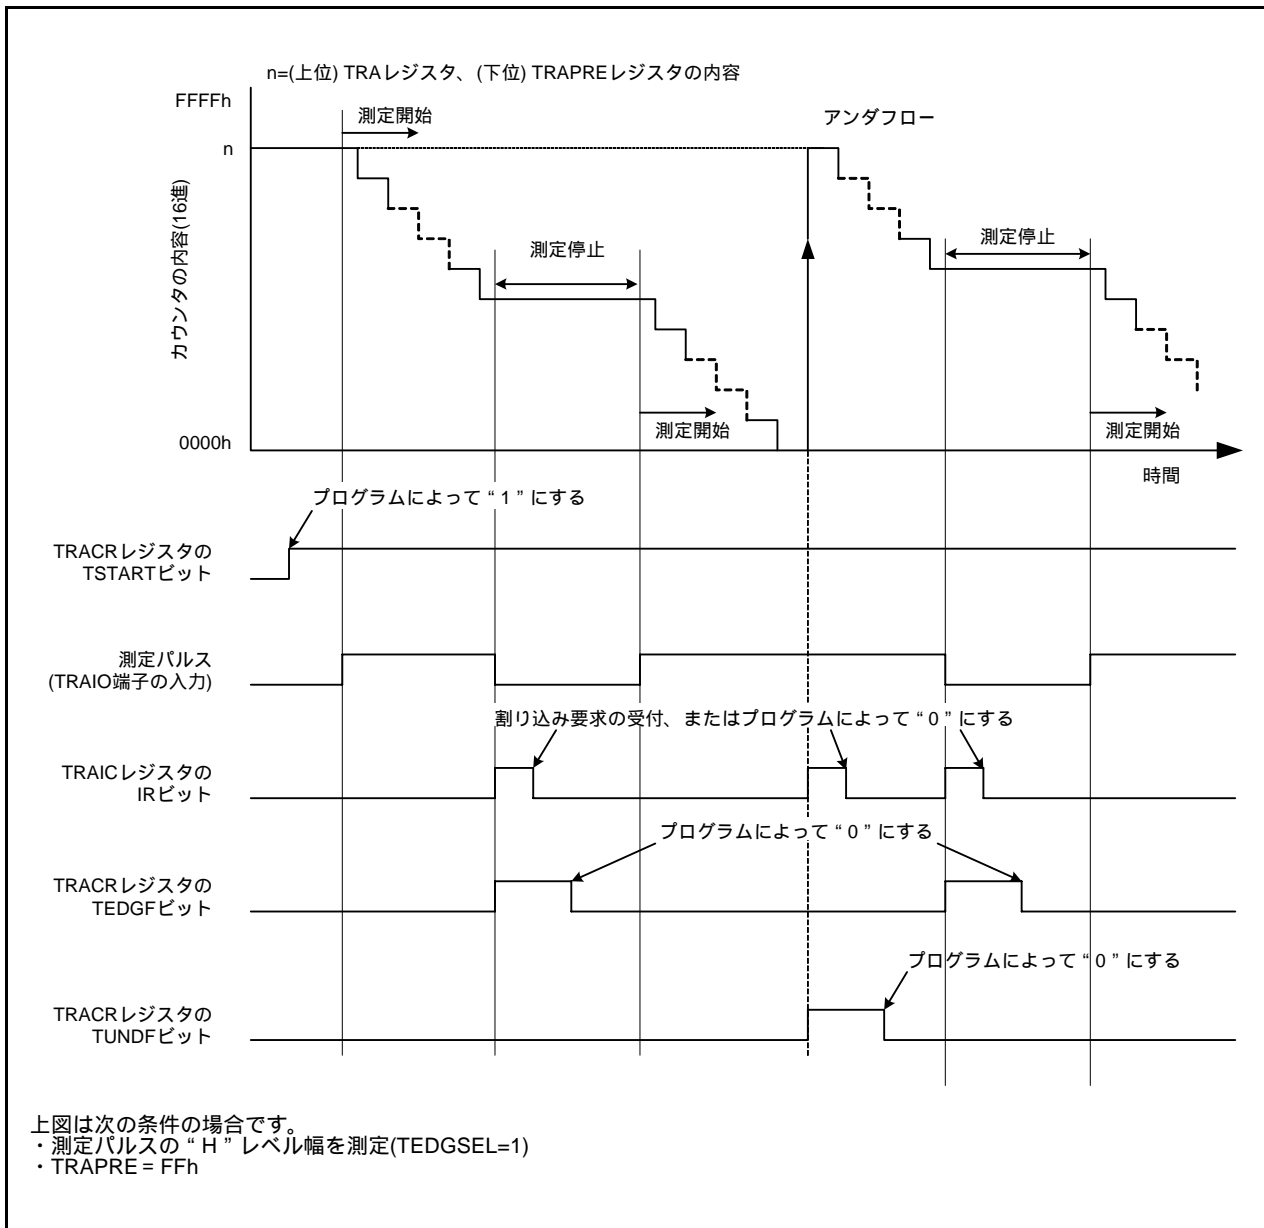 n=(上位) TRAレジスタ、(下位) TRAPREレジスタの内容
FFFFh
測定開始
アンダフロー
n
カウンタの内容(16進)
測定停止
測定停止
測定開始
測定開始
0000h
時間
プログラムによって“1”にする
TRACRレジスタの
TSTARTビット
測定パルス
(TRAIO端子の入力)
割り込み要求の受付、またはプログラムによって“0”にする
TRAICレジスタの
IRビット
プログラムによって“0”にする
TRACRレジスタの
TEDGFビット
プログラムによって“0”にする
TRACRレジスタの
TUNDFビット
上図は次の条件の場合です。
・測定パルスの“H”レベル幅を測定(TEDGSEL=1)
・TRAPRE = FFh